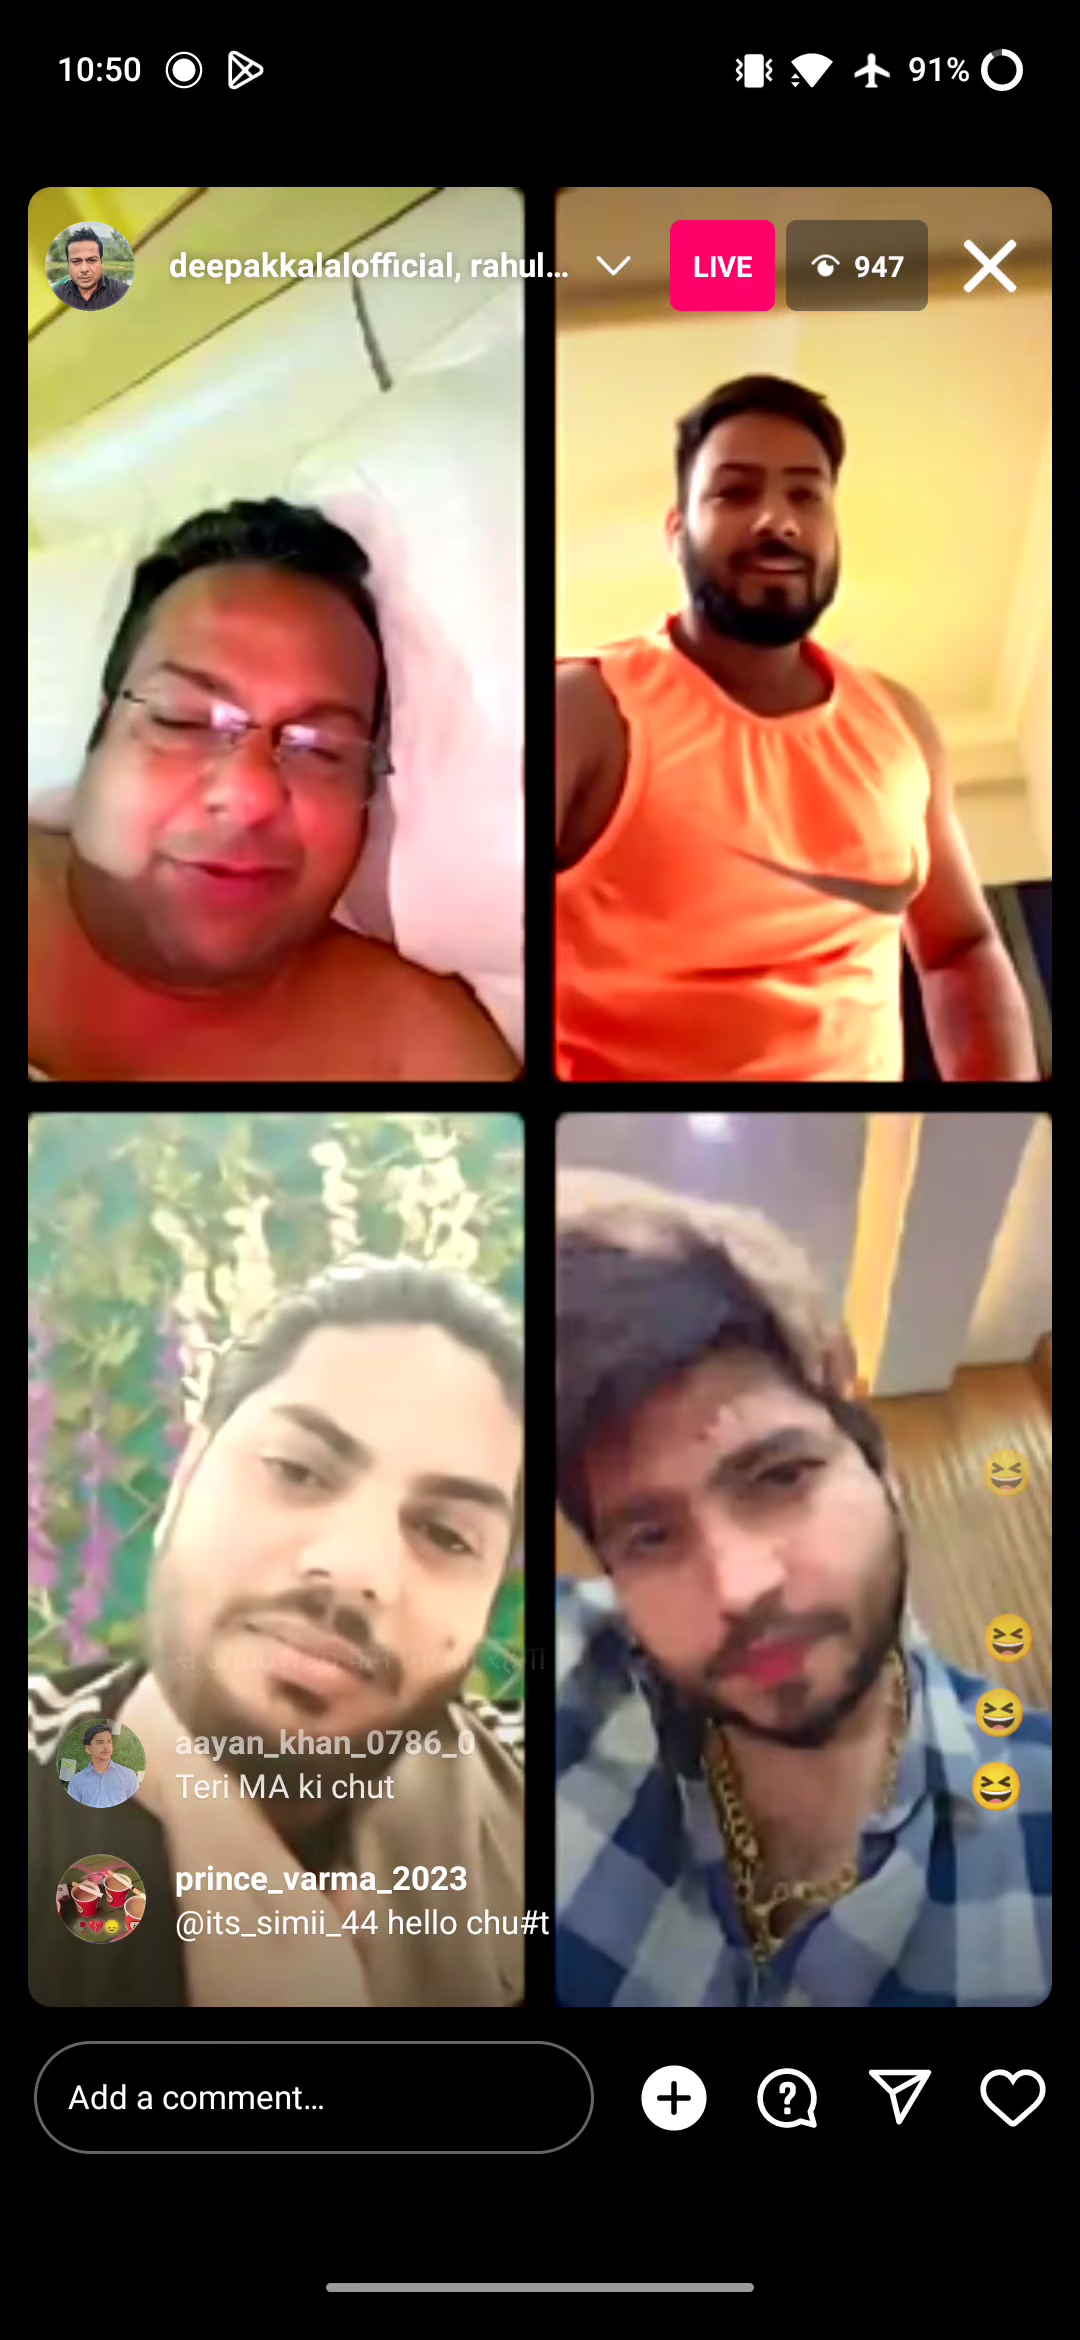 10:50
91%
deepakkalalofficial, rahul...
LIVE
947
aayan_khan_0786_0
Teri MA ki chut
prince_varma_2023
@its_simii_44 hello chu#t
Add a comment...